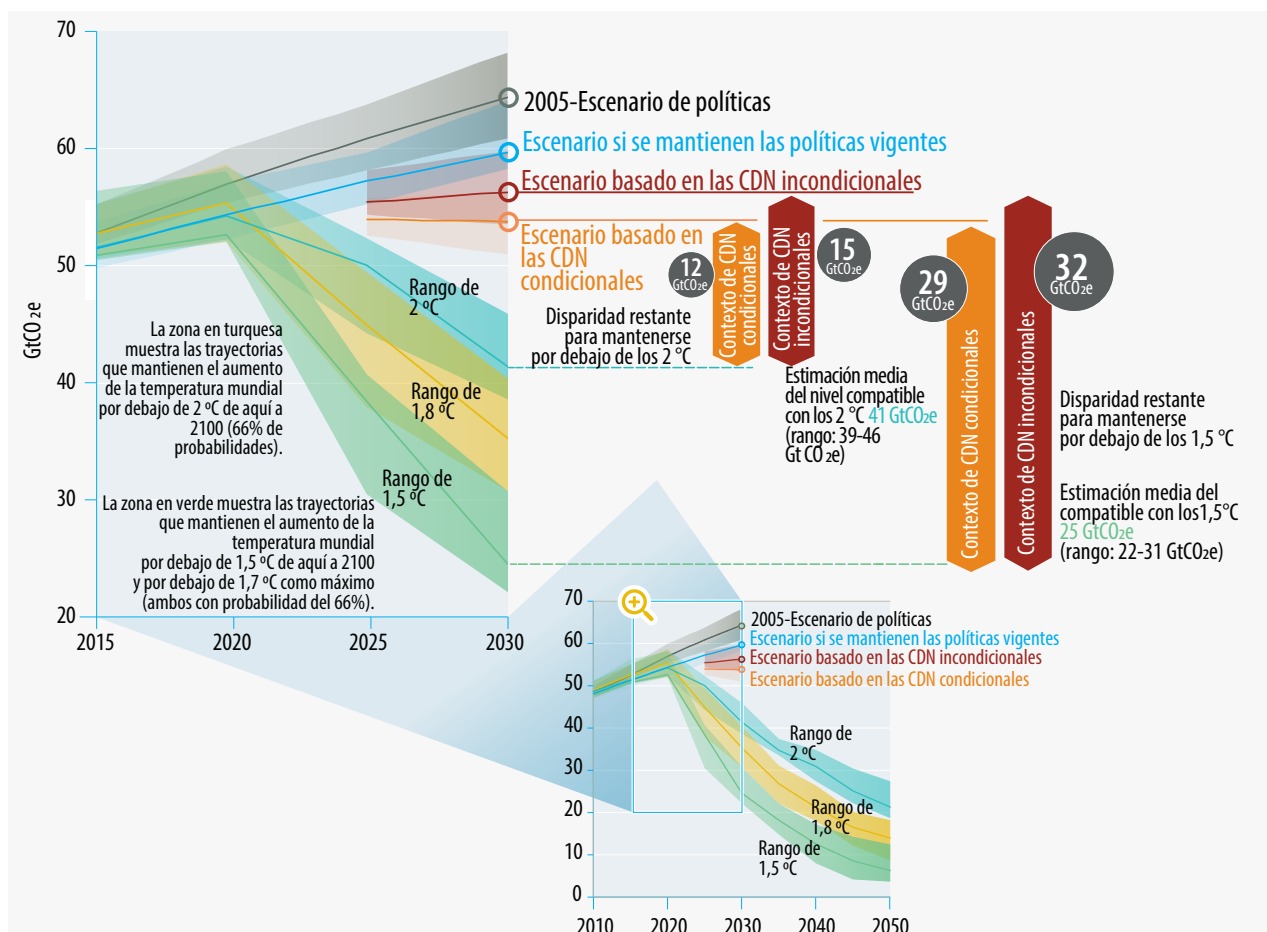 70
60
50
40
30
20
GtCO 2e
2015
2020
2025
2030
2005-Escenario de políticas
Escenario si se mantienen las políticas vigentes
Escenario basado en las CDN incondicionales
Escenario basado en
las CDN
condicionales
Rango de
2 ºC
Rango de
1,8 ºC
Rango de
1,5 ºC
La zona en turquesa
muestra las trayectorias
que mantienen el aumento
de la temperatura mundial
por debajo de 2 ºC de aquí a
2100 (66% de
probabilidades).
La zona en verde muestra las trayectorias
que mantienen el aumento de la
temperatura mundial
por debajo de 1,5 ºC de aquí a 2100
y por debajo de 1,7 ºC como máximo
(ambos con probabilidad del 66%).
12
GtCO2e
Contexto de CDN
condicionales
Contexto de CDN
incondicionales
15
GtCO2e
Disparidad restante
para mantenerse
por debajo de los 2 °C
Estimación media
del nivel compatible
con los 2 °C 41 GtCO2e
(rango: 39-46
Gt CO 2e)
29
GtCO2e
Contexto de CDN condicionales
Contexto de CDN incondicionales
32
GtCO2e
Disparidad restante
para mantenerse
por debajo de los 1,5 °C
Estimación media del
compatible con los1,5°C
25 GtCO2e
(rango: 22-31 GtCO2e)
70
60
50
40
30
20
10
0
2010
2020
2030
2040
2050
2005-Escenario de políticas
Escenario si se mantienen las políticas vigentes
Escenario basado en las CDN incondicionales
Escenario basado en las CDN condicionales
Rango de
2 ºC
Rango de
1,8 ºC
Rango de
1,5 ºC